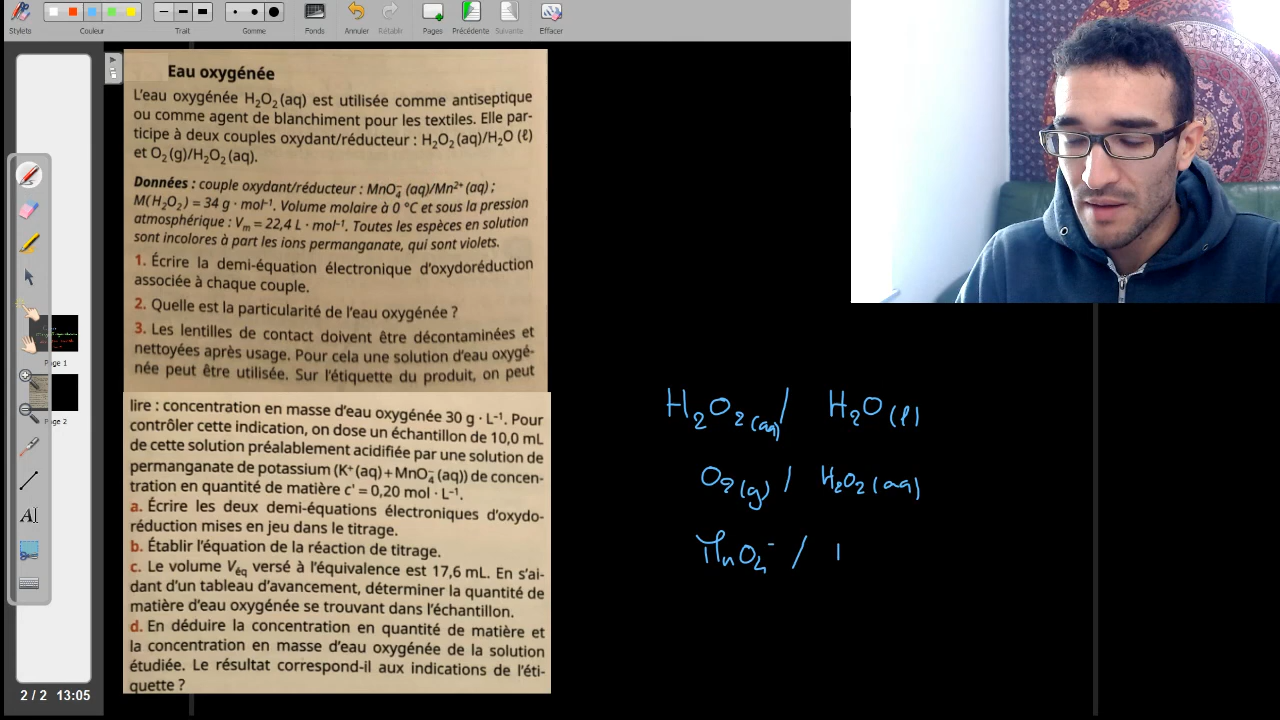 Stylets
Couleur
Trait
Gomme
Fonds
Annuler
Rétablir
Pages
Précédente
Suivante
Effacer
Page 1
Page 2
2 / 2 13:05
Eau oxygénée
L'eau oxygénée H₂O₂ (aq) est utilisée comme antiseptique
ou comme agent de blanchiment pour les textiles. Elle par-
ticipe à deux couples oxydant/réducteur : H₂O₂ (aq)/H₂O (ℓ)
et O₂ (g)/H₂O₂ (aq).
Données : couple oxydant/réducteur : MnO₄⁻ (aq)/Mn²⁺ (aq) ;
M(H₂O₂) = 34 g · mol⁻¹. Volume molaire à 0 °C et sous la pression
atmosphérique : Vₘ = 22,4 L · mol⁻¹. Toutes les espèces en solution
sont incolores à part les ions permanganate, qui sont violets.
1. Écrire la demi-équation électronique d'oxydoréduction
associée à chaque couple.
2. Quelle est la particularité de l'eau oxygénée ?
3. Les lentilles de contact doivent être décontaminées et
nettoyées après usage. Pour cela une solution d'eau oxygé-
née peut être utilisée. Sur l'étiquette du produit, on peut
lire : concentration en masse d'eau oxygénée 30 g · L⁻¹. Pour
contrôler cette indication, on dose un échantillon de 10,0 mL
de cette solution préalablement acidifiée par une solution de
permanganate de potassium (K⁺ (aq) + MnO₄⁻ (aq)) de concen-
tration en quantité de matière c' = 0,20 mol · L⁻¹.
a. Écrire les deux demi-équations électroniques d'oxydo-
réduction mises en jeu dans le titrage.
b. Établir l'équation de la réaction de titrage.
c. Le volume Véq versé à l'équivalence est 17,6 mL. En s'ai-
dant d'un tableau d'avancement, déterminer la quantité de
matière d'eau oxygénée se trouvant dans l'échantillon.
d. En déduire la concentration en quantité de matière et
la concentration en masse d'eau oxygénée de la solution
étudiée. Le résultat correspond-il aux indications de l'éti-
quette ?
H₂O₂(aq) / H₂O(l)
O₂(g) / H₂O₂(aq)
MnO₄⁻ /